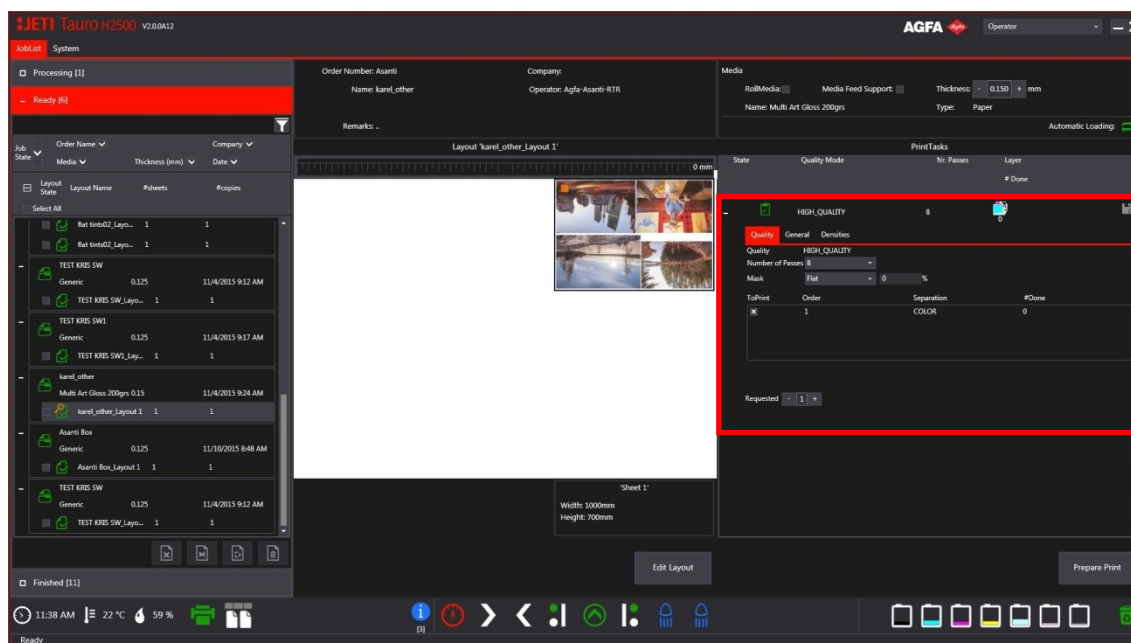 JETI Tauro H2500 V2.0.0A12
AGFA
Operator
JobList System
Processing [1]
Ready [6]
Job State
Order Name
Company
Media
Thickness (mm)
Date
Layout State
Layout Name
#sheets
#copies
Select All
flat tints02_Layo... 1 1
flat tints02_Layo... 1 1
TEST KRIS SW
Generic 0.125 11/4/2015 9:12 AM
TEST KRIS SW_Layo... 1 1
TEST KRIS SW1
Generic 0.125 11/4/2015 9:17 AM
TEST KRIS SW1_Lay... 1 1
karel_other
Multi Art Gloss 200grs 0.15 11/4/2015 9:24 AM
karel_other_Layout 1 1 1
Asanti Box
Generic 0.125 11/10/2015 8:48 AM
Asanti Box_Layout 1 1 1
TEST KRIS SW
Generic 0.125 11/4/2015 9:12 AM
TEST KRIS SW_Layo... 1 1
Finished [11]
Order Number: Asanti
Company:
Name: karel_other
Operator: Agfa-Asanti-RTR
Remarks: ..
Layout 'karel_other_Layout 1'
0 mm
'Sheet 1'
Width: 1000mm
Height: 700mm
Edit Layout
Media
RollMedia:
Media Feed Support:
Thickness: - 0.150 + mm
Name: Multi Art Gloss 200grs
Type: Paper
Automatic Loading:
PrintTasks
State Quality Mode Nr. Passes Layer
# Done
HIGH_QUALITY 8
0
Quality General Densities
Quality HIGH_QUALITY
Number of Passes 8
Mask Flat - 0 %
ToPrint Order Separation #Done
1 COLOR 0
Requested - 1 +
Prepare Print
11:38 AM 22 °C 59 %
[3]
Ready